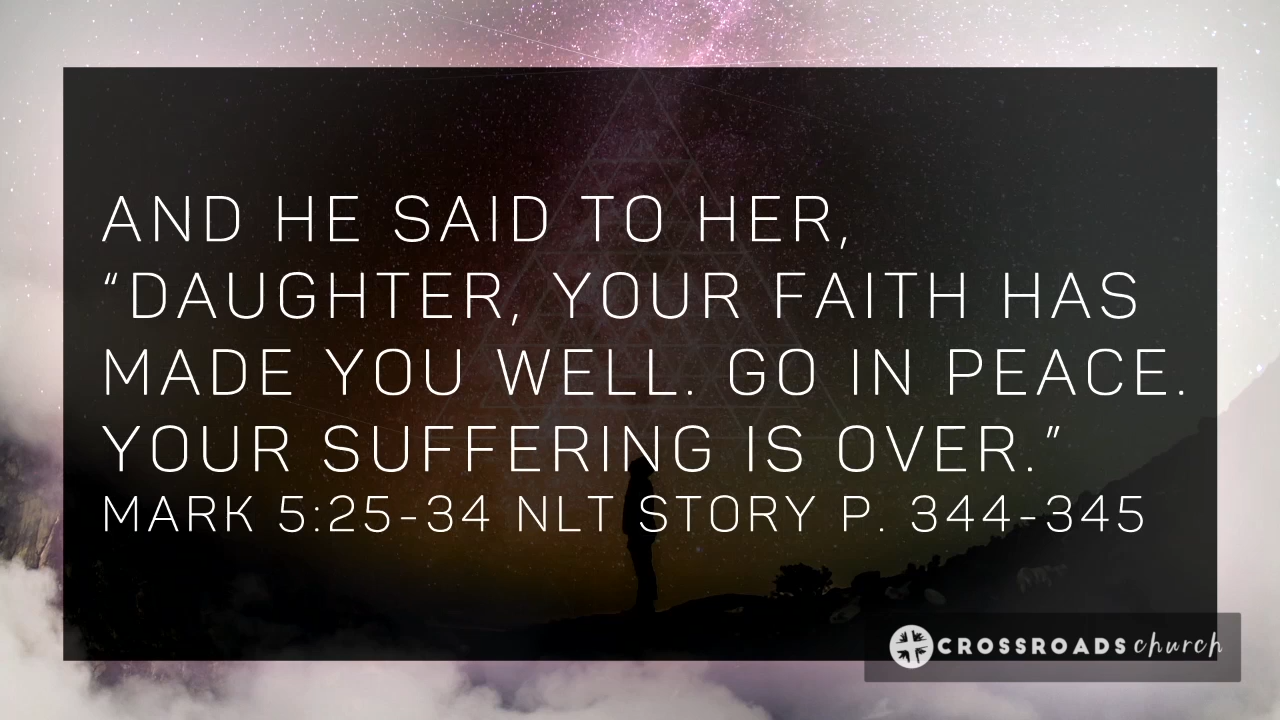 AND HE SAID TO HER,
“DAUGHTER, YOUR FAITH HAS
MADE YOU WELL. GO IN PEACE.
YOUR SUFFERING IS OVER.”
MARK 5:25-34 NLT STORY P. 344-345
CROSSROADS church